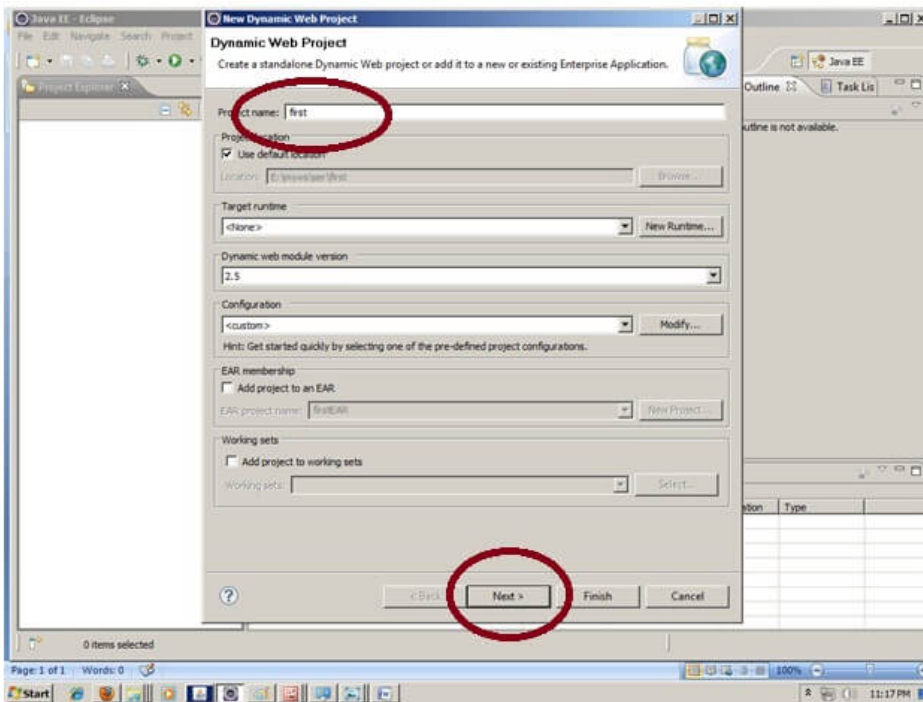 Java EE - Eclipse
File Edit Navigate Search Project
Project Explorer
0 items selected
New Dynamic Web Project
Dynamic Web Project
Create a standalone Dynamic Web project or add it to a new or existing Enterprise Application.
Project name: first
Project location
Use default location
Browse...
Target runtime
<None>
New Runtime...
Dynamic web module version
2.5
Configuration
<custom>
Modify...
Hint: Get started quickly by selecting one of the pre-defined project configurations.
EAR membership
Add project to an EAR
EAR project name: firstEAR
New Project...
Working sets
Add project to working sets
Working sets:
Select...
< Back
Next >
Finish
Cancel
Java EE
Outline
Task Lis
utline is not available.
ation
Type
Page: 1 of 1
Words: 0
100%
Start
11:17 PM